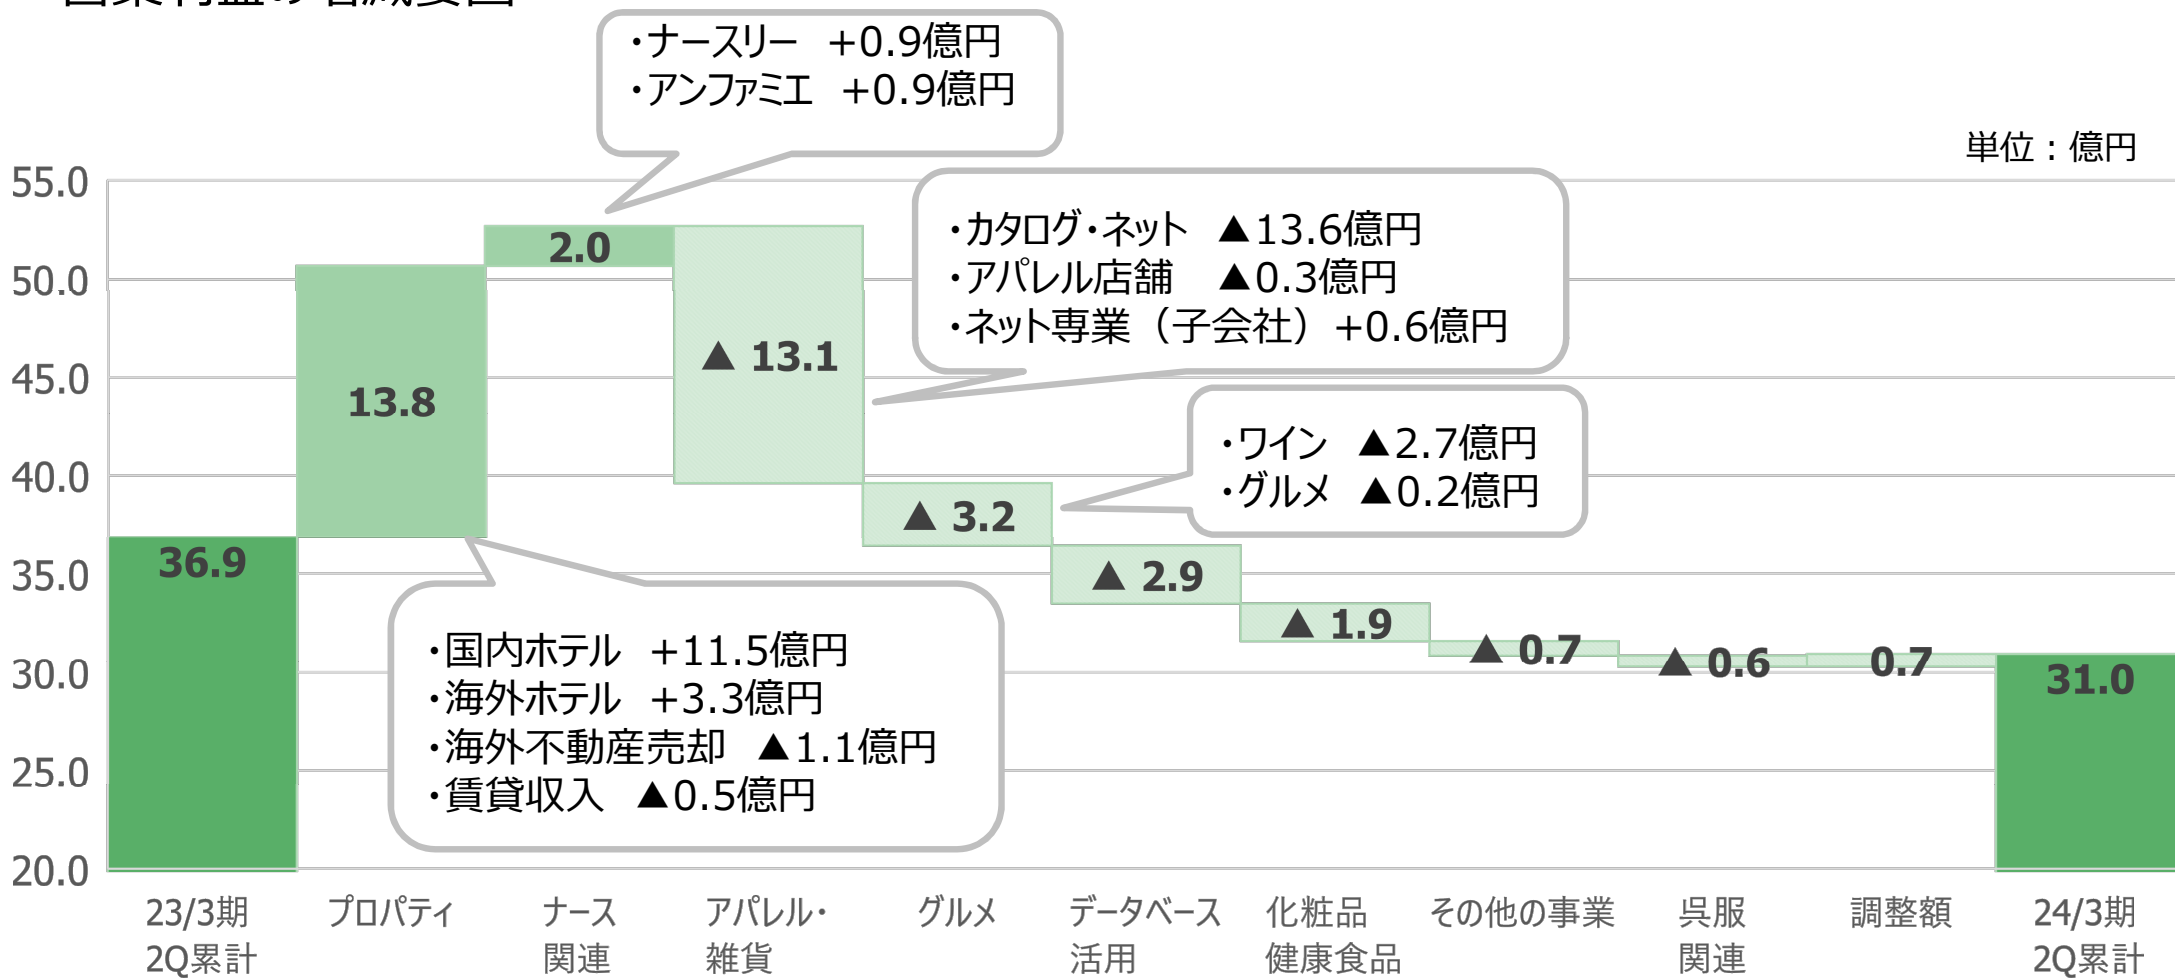 ・ナースリー +0.9億円
・アンファミエ +0.9億円
単位：億円
55.0
50.0
45.0
40.0
35.0
30.0
25.0
20.0
・カタログ・ネット ▲13.6億円
・アパレル店舗 ▲0.3億円
・ネット専業（子会社）+0.6億円
・ワイン ▲2.7億円
・グルメ ▲0.2億円
・国内ホテル +11.5億円
・海外ホテル +3.3億円
・海外不動産売却 ▲1.1億円
・賃貸収入 ▲0.5億円
36.9
13.8
2.0
▲ 13.1
▲ 3.2
▲ 2.9
▲ 1.9
▲ 0.7
▲ 0.6
0.7
31.0
23/3期
2Q累計
プロパティ
ナース
関連
アパレル・
雑貨
グルメ
データベース
活用
化粧品
健康食品
その他の事業
呉服
関連
調整額
24/3期
2Q累計